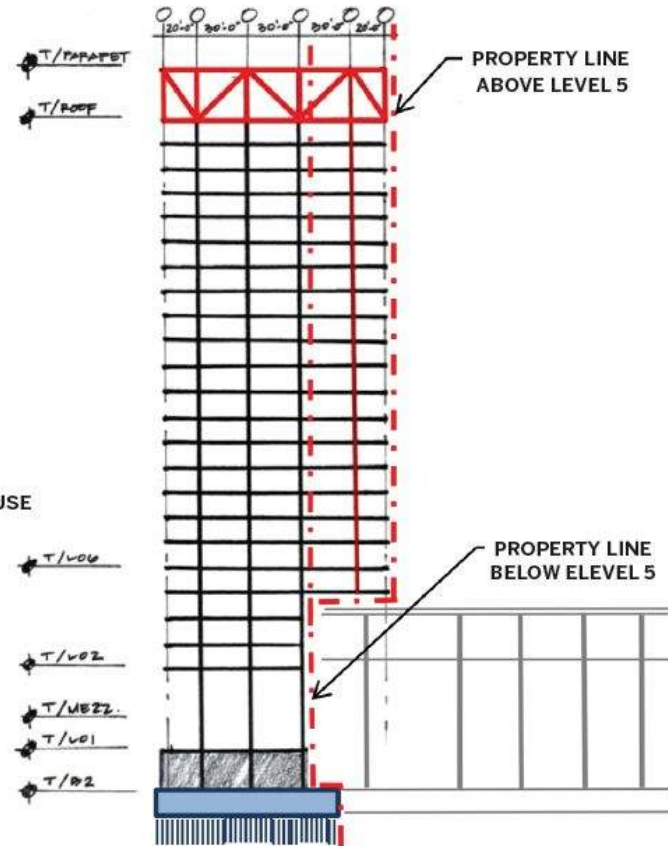 20'-0" 30'-0" 30'-0" 30'-0" 20'-0"
T/PARAPET
PROPERTY LINE
ABOVE LEVEL 5
T/ROOF
USE
T/L06
PROPERTY LINE
BELOW ELEVEL 5
T/L02
T/MEZZ.
T/L01
T/B2